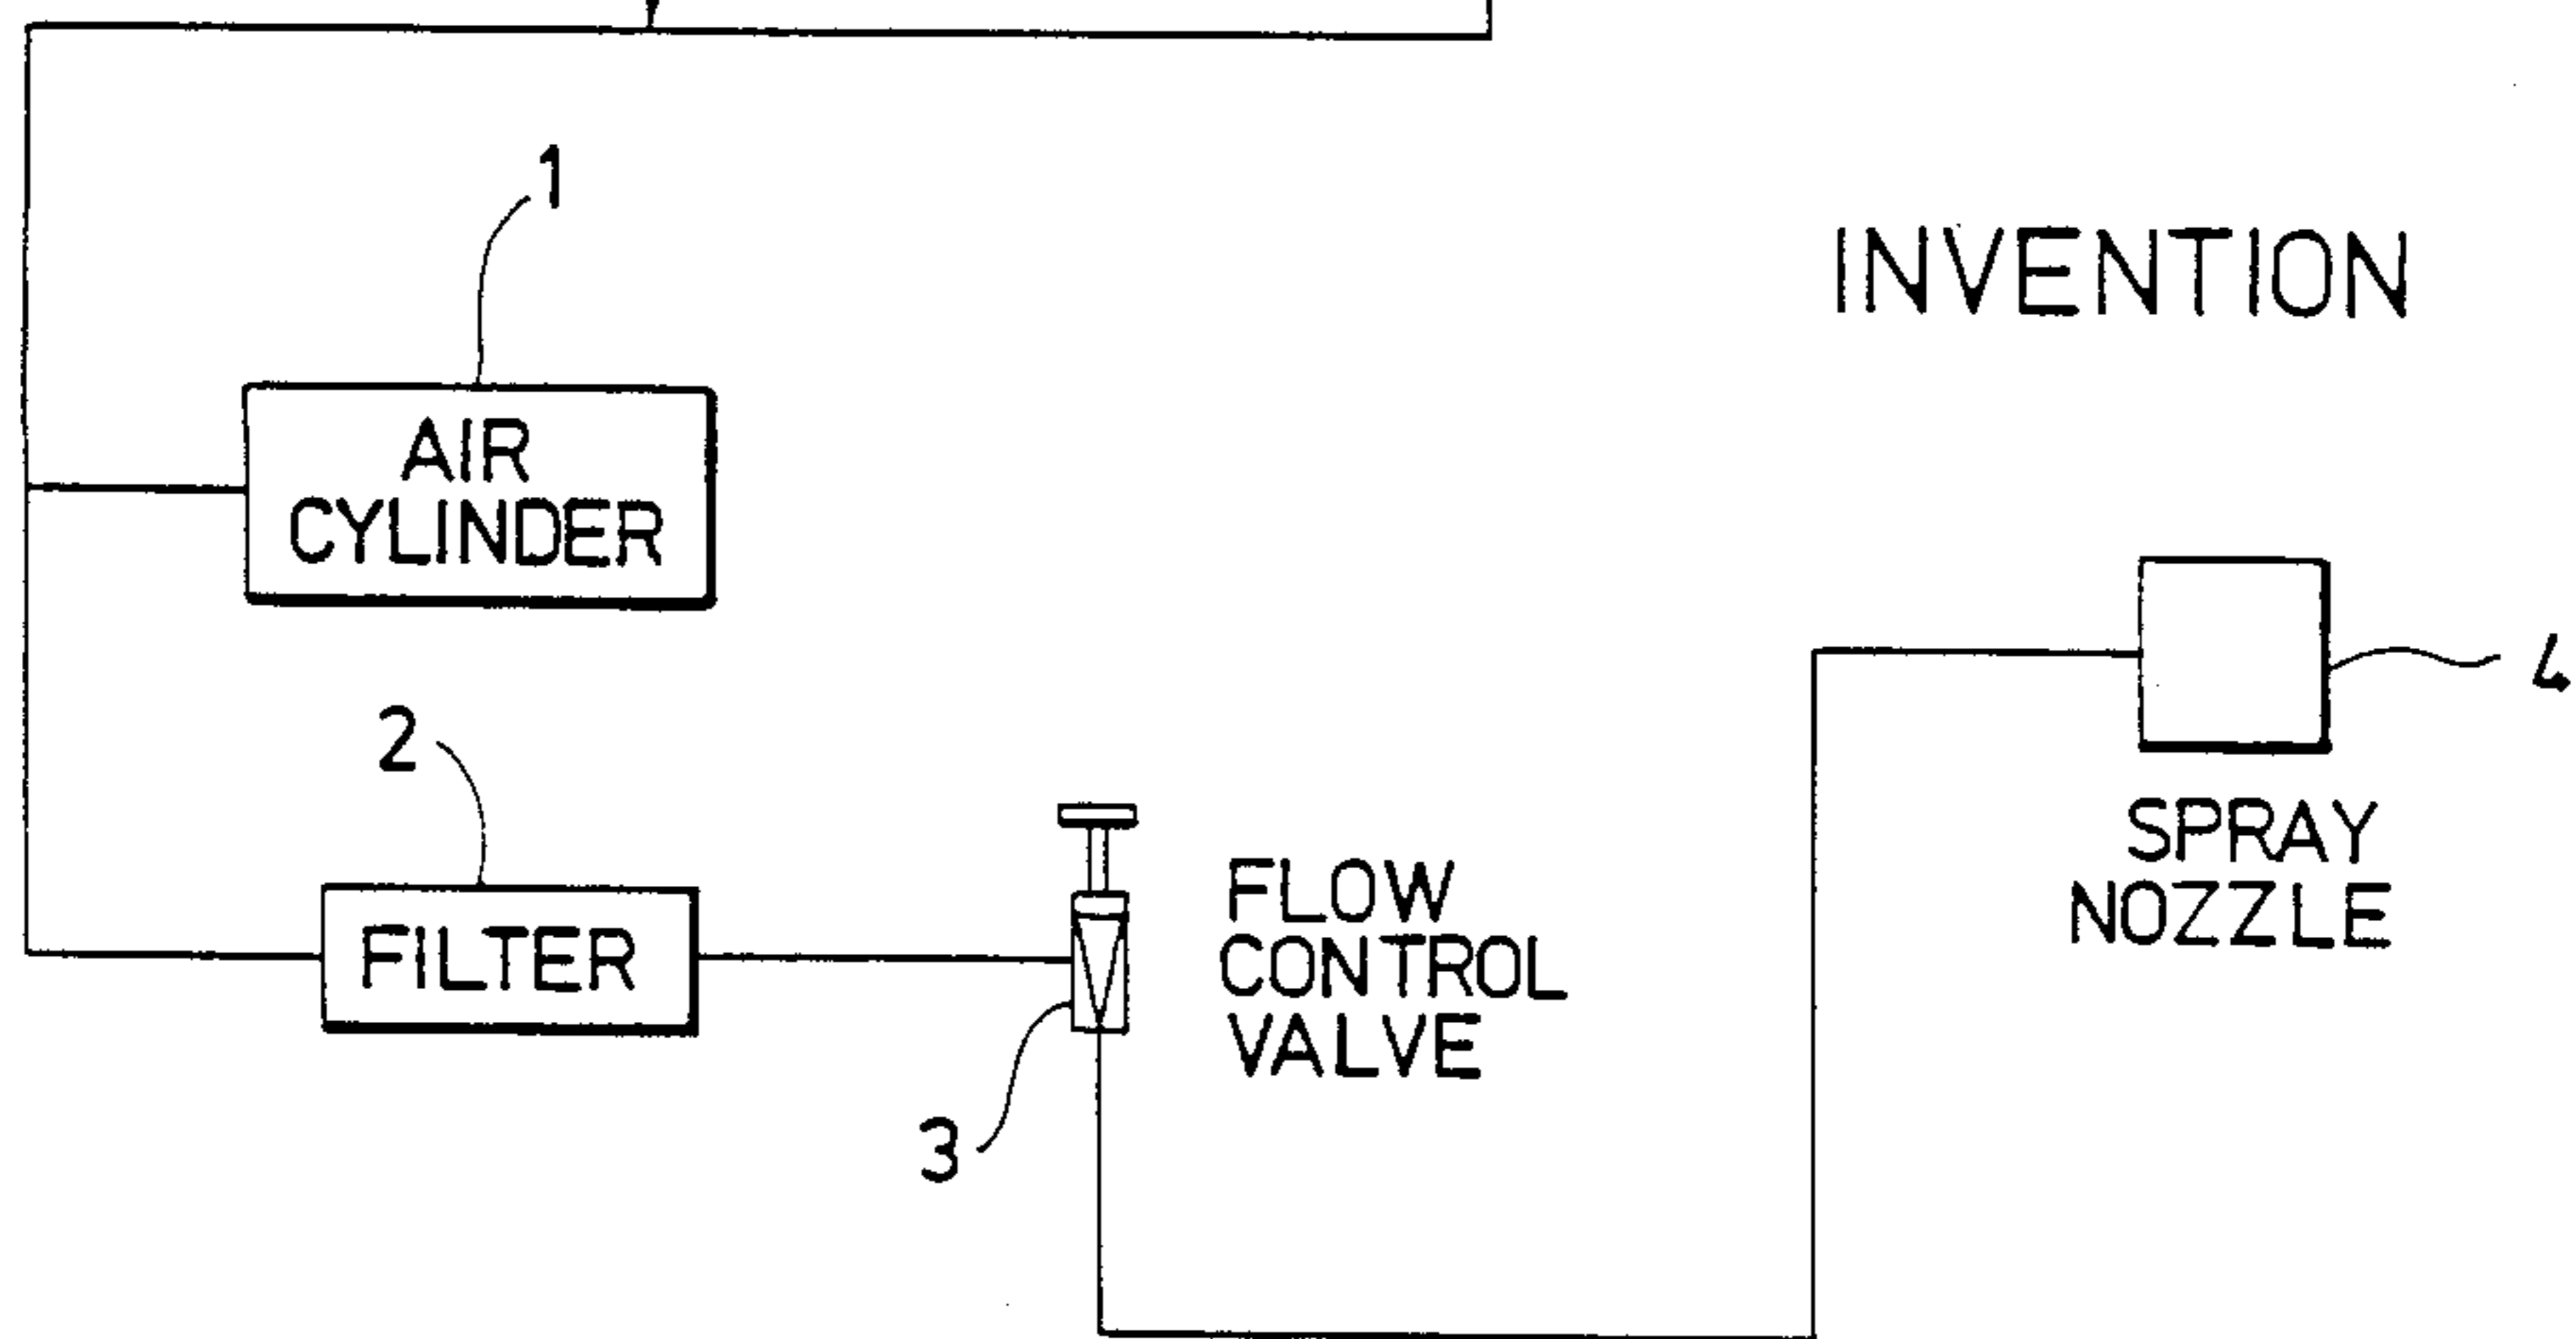 1
INVENTION
AIR
CYLINDER
4
2
SPRAY
NOZZLE
FLOW
CONTROL
VALVE
FILTER
3